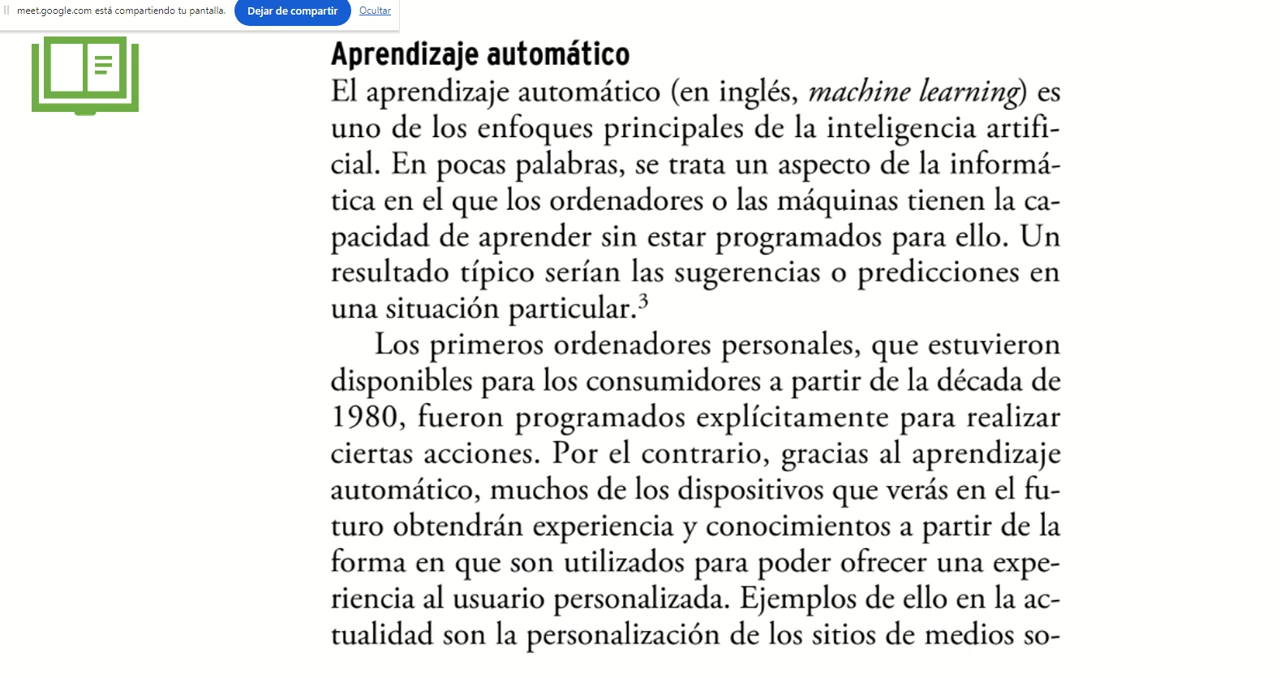 meet.google.com está compartiendo tu pantalla. Dejar de compartir Ocultar
Aprendizaje automático
El aprendizaje automático (en inglés, machine learning) es
uno de los enfoques principales de la inteligencia artifi-
cial. En pocas palabras, se trata un aspecto de la informá-
tica en el que los ordenadores o las máquinas tienen la ca-
pacidad de aprender sin estar programados para ello. Un
resultado típico serían las sugerencias o predicciones en
una situación particular.³
Los primeros ordenadores personales, que estuvieron
disponibles para los consumidores a partir de la década de
1980, fueron programados explícitamente para realizar
ciertas acciones. Por el contrario, gracias al aprendizaje
automático, muchos de los dispositivos que verás en el fu-
turo obtendrán experiencia y conocimientos a partir de la
forma en que son utilizados para poder ofrecer una expe-
riencia al usuario personalizada. Ejemplos de ello en la ac-
tualidad son la personalización de los sitios de medios so-